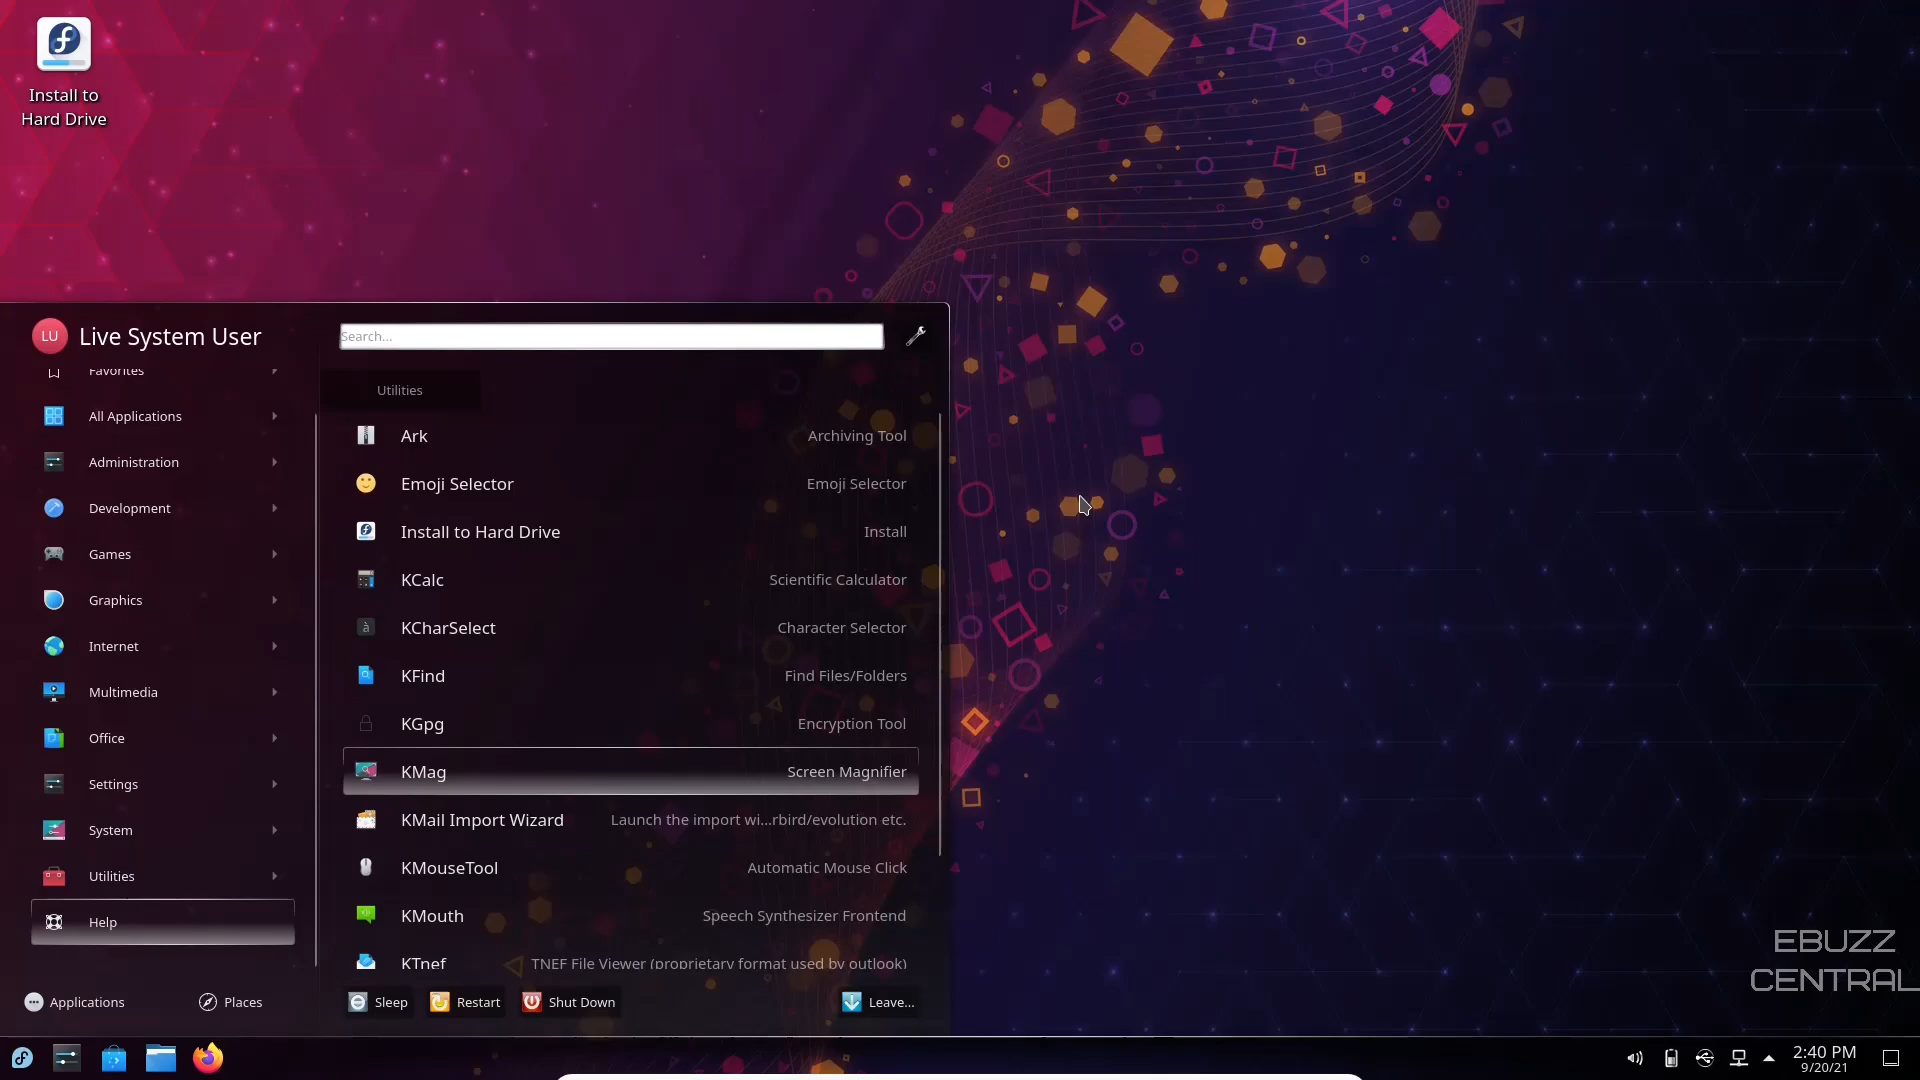 Install to
Hard Drive
LU
Live System User
Search...
Favorites
All Applications
Administration
Development
Games
Graphics
Internet
Multimedia
Office
Settings
System
Utilities
Help
Utilities
Ark Archiving Tool
Emoji Selector Emoji Selector
Install to Hard Drive Install
KCalc Scientific Calculator
à KCharSelect Character Selector
KFind Find Files/Folders
KGpg Encryption Tool
KMag Screen Magnifier
KMail Import Wizard Launch the import wi...rbird/evolution etc.
KMouseTool Automatic Mouse Click
KMouth Speech Synthesizer Frontend
KTnef TNEF File Viewer (proprietary format used by outlook)
Applications Places
Sleep Restart Shut Down Leave...
EBUZZ
CENTRAL
2:40 PM
9/20/21